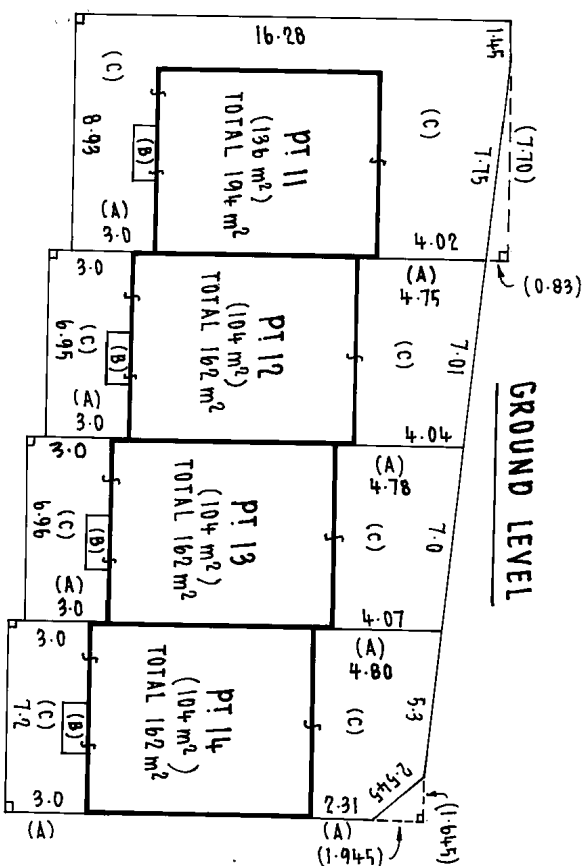 GROUND LEVEL
16.28
1.45
(7.70)
7.75
(0.83)
(C)
(C)
PT 11
(136 m²)
TOTAL 194 m²
8.93
(B)
(A)
3.0
4.02
(A)
4.75
7.01
(C)
PT 12
(104 m²)
TOTAL 162 m²
3.0
(C)
6.95
(B)
(A)
3.0
4.04
(A)
4.78
7.0
(C)
PT 13
(104 m²)
TOTAL 162 m²
3.0
(C)
6.96
(B)
(A)
3.0
4.07
(A)
4.80
5.3
(C)
PT 14
(104 m²)
TOTAL 162 m²
3.0
(C)
7.2
(B)
3.0
(A)
2.31
(A)
2.545
(1.645)
(1.945)